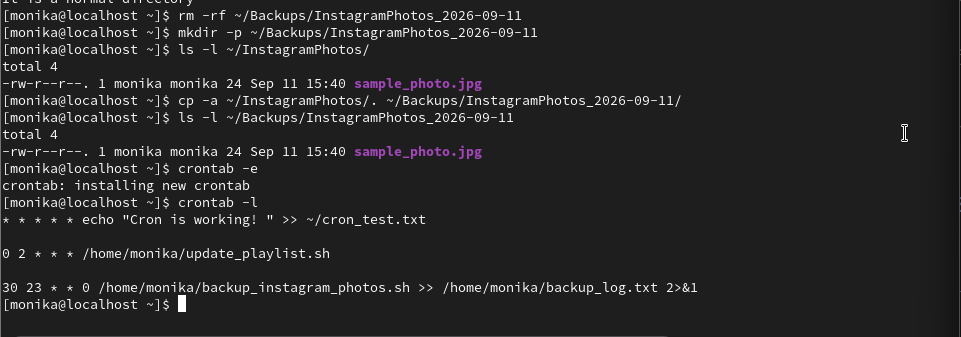 It is a normal directory
[monika@localhost ~]$ rm -rf ~/Backups/InstagramPhotos_2026-09-11
[monika@localhost ~]$ mkdir -p ~/Backups/InstagramPhotos_2026-09-11
[monika@localhost ~]$ ls -l ~/InstagramPhotos/
total 4
-rw-r--r--. 1 monika monika 24 Sep 11 15:40 sample_photo.jpg
[monika@localhost ~]$ cp -a ~/InstagramPhotos/. ~/Backups/InstagramPhotos_2026-09-11/
[monika@localhost ~]$ ls -l ~/Backups/InstagramPhotos_2026-09-11
total 4
-rw-r--r--. 1 monika monika 24 Sep 11 15:40 sample_photo.jpg
[monika@localhost ~]$ crontab -e
crontab: installing new crontab
[monika@localhost ~]$ crontab -l
* * * * * echo "Cron is working! " >> ~/cron_test.txt
0 2 * * * /home/monika/update_playlist.sh
30 23 * * 0 /home/monika/backup_instagram_photos.sh >> /home/monika/backup_log.txt 2>&1
[monika@localhost ~]$